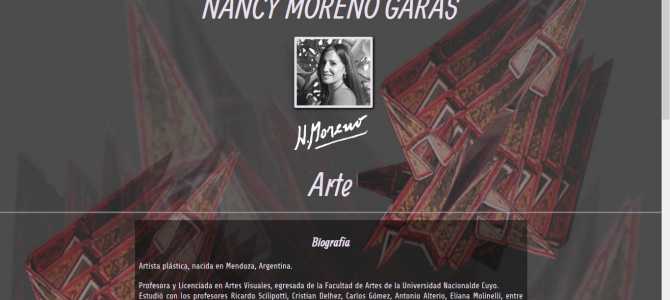 NANCY MORENO GARAS
N.Moreno
Arte
Biografía
Artista plástica, nacida en Mendoza, Argentina.
Profesora y Licenciada en Artes Visuales, egresada de la Facultad de Artes de la Universidad Nacionalde Cuyo.
Estudió con los profesores Ricardo Scilipotti, Cristian Delhez, Carlos Gómez, Antonio Alterio, Eliana Molinelli, entre